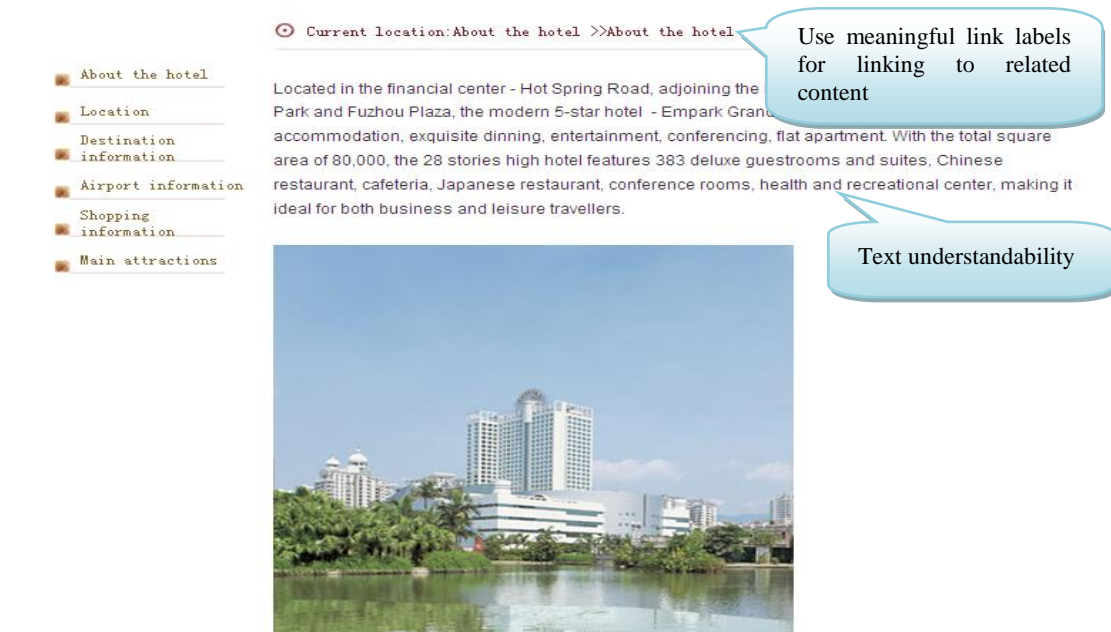 Current location:About the hotel >>About the hotel
Use meaningful link labels
for linking to related
content
About the hotel
Location
Destination
information
Airport information
Shopping
information
Main attractions
Located in the financial center - Hot Spring Road, adjoining the
Park and Fuzhou Plaza, the modern 5-star hotel - Empark Grand
accommodation, exquisite dinning, entertainment, conferencing, flat apartment. With the total square
area of 80,000, the 28 stories high hotel features 383 deluxe guestrooms and suites, Chinese
restaurant, cafeteria, Japanese restaurant, conference rooms, health and recreational center, making it
ideal for both business and leisure travellers.
Text understandability